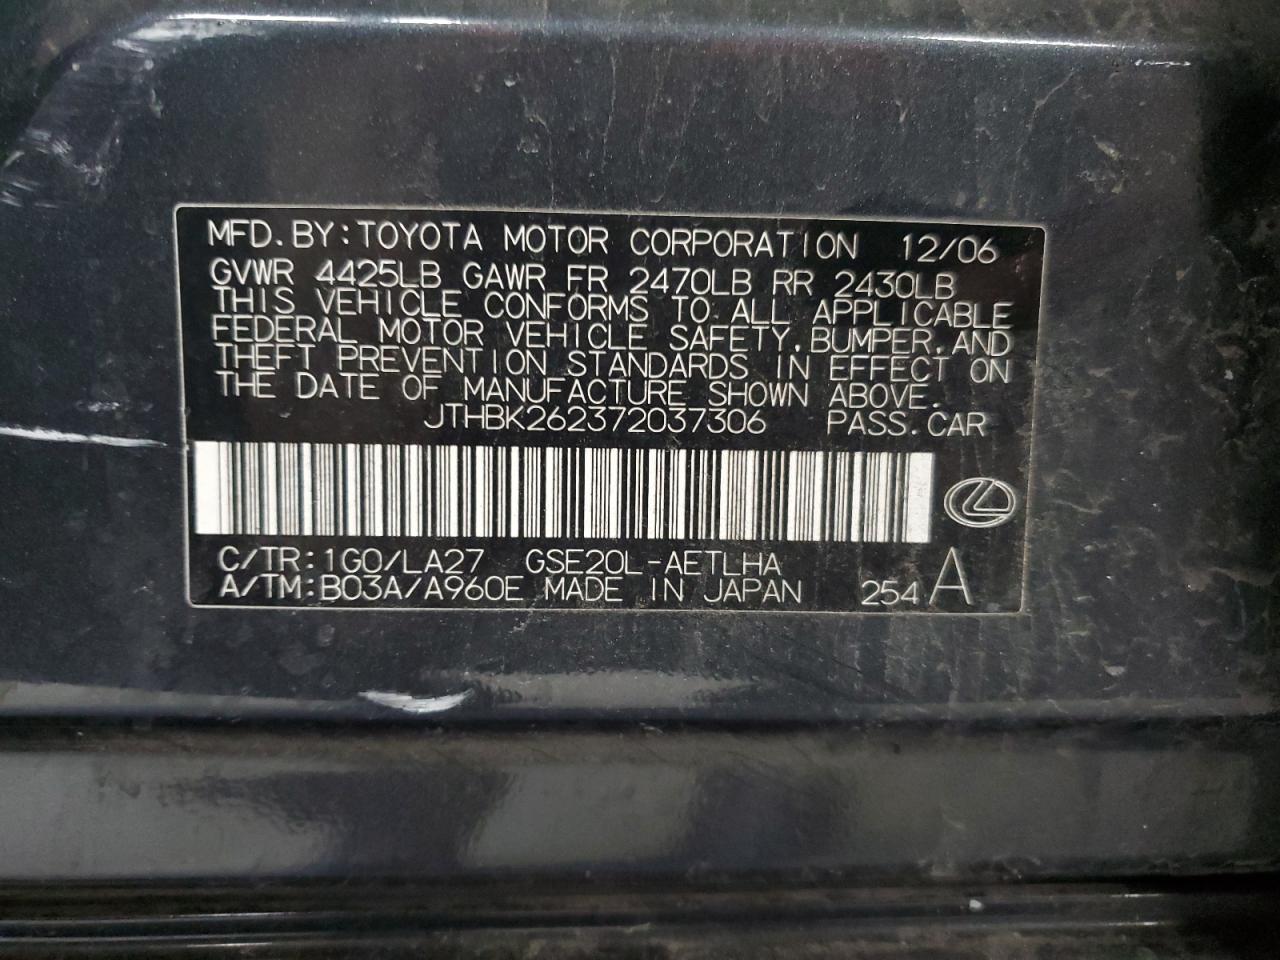 MFD. BY: TOYOTA MOTOR CORPORATION 12/06
GVWR 4425LB GAWR FR 2470LB RR 2430LB
THIS VEHICLE CONFORMS TO ALL APPLICABLE
FEDERAL MOTOR VEHICLE SAFETY, BUMPER, AND
THEFT PREVENTION STANDARDS IN EFFECT ON
THE DATE OF MANUFACTURE SHOWN ABOVE.
JTHBK262372037306 PASS. CAR
C/TR: 1G0/LA27 GSE20L-AETLHA
A/TM: B03A/A960E MADE IN JAPAN 254 A